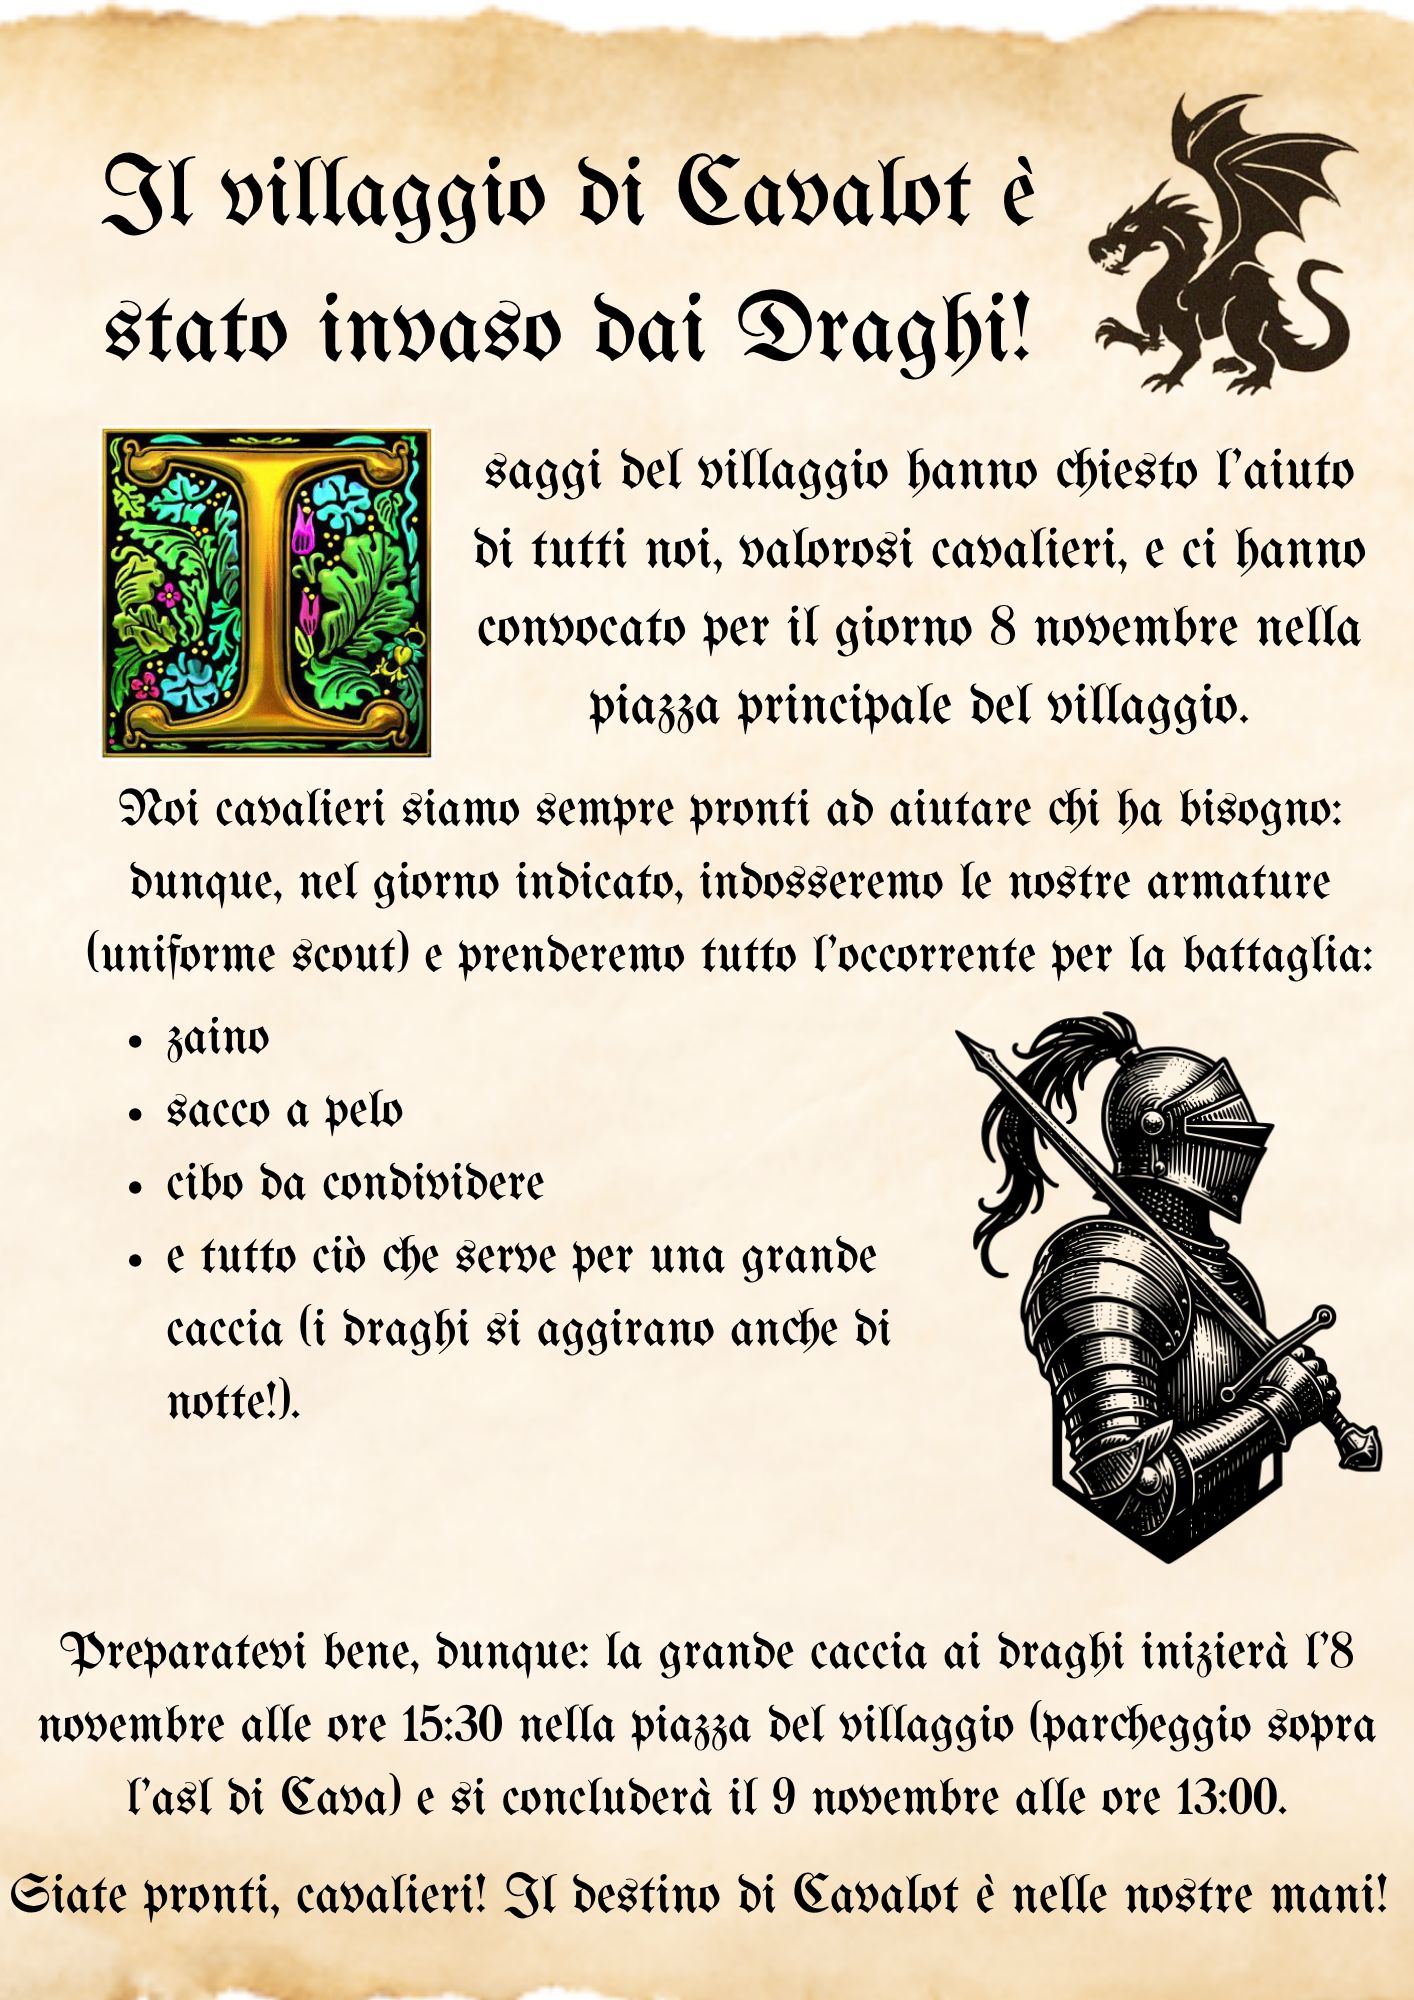 Il villaggio di Cavalot è
stato invaso dai Draghi!
I saggi del villaggio hanno chiesto l'aiuto
di tutti noi, valorosi cavalieri, e ci hanno
convocato per il giorno 8 novembre nella
piazza principale del villaggio.
Noi cavalieri siamo sempre pronti ad aiutare chi ha bisogno:
dunque, nel giorno indicato, indosseremo le nostre armature
(uniforme scout) e prenderemo tutto l'occorrente per la battaglia:
• zaino
• sacco a pelo
• cibo da condividere
• e tutto ciò che serve per una grande
caccia (i draghi si aggirano anche di
notte!).
Preparatevi bene, dunque: la grande caccia ai draghi inizierà l'8
novembre alle ore 15:30 nella piazza del villaggio (parcheggio sopra
l'asl di Cava) e si concluderà il 9 novembre alle ore 13:00.
Siate pronti, cavalieri! Il destino di Cavalot è nelle nostre mani!